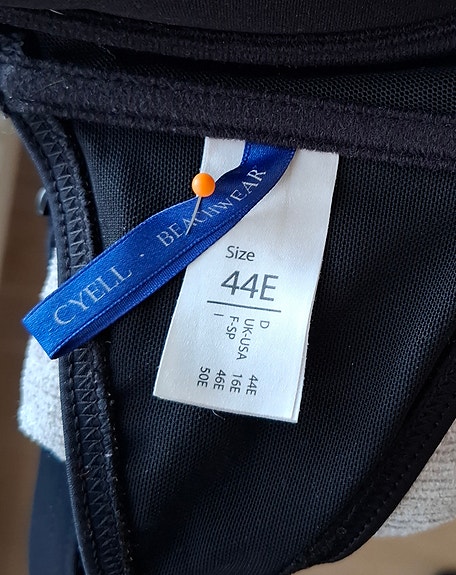 CYELL · BEACHWEAR
Size
44E
D 44E
UK-USA 16E
F-SP 46E
I 50E